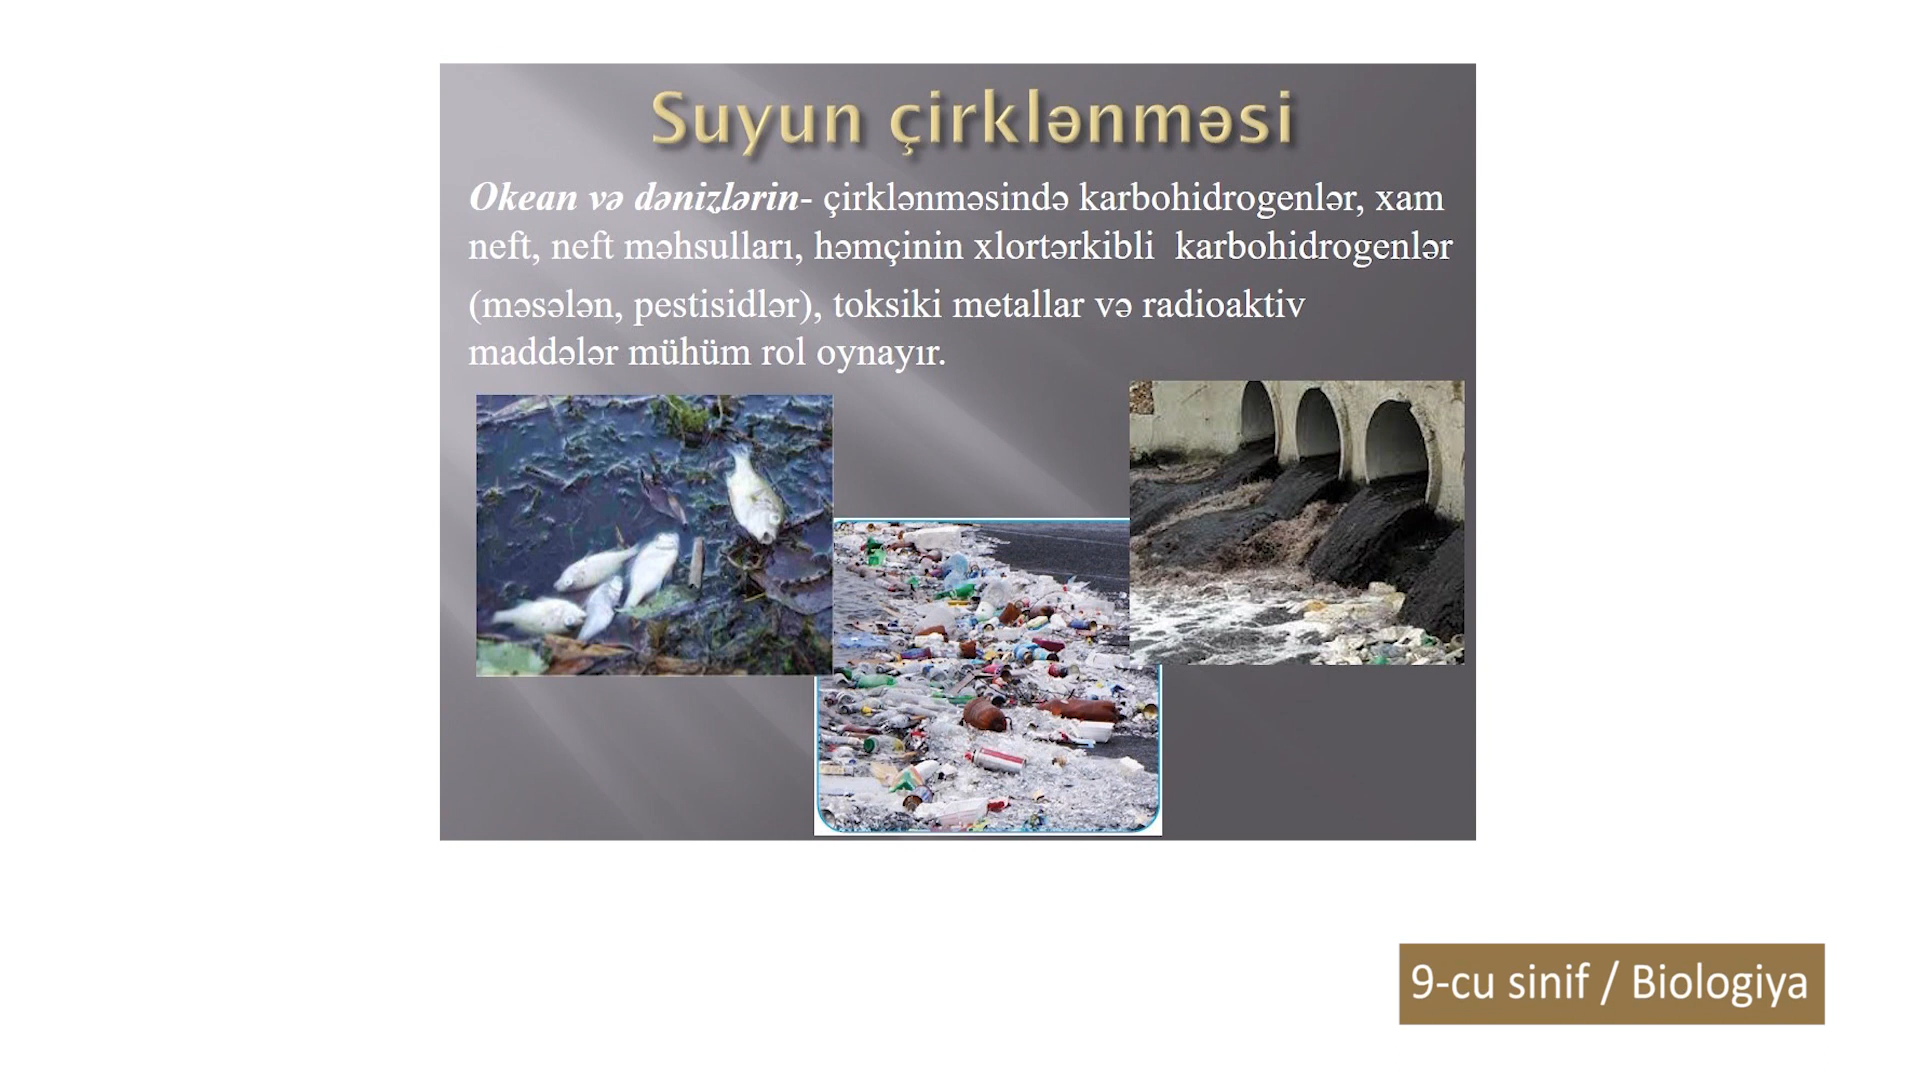 Suyun çirklənməsi
Okean və dənizlərin- çirklənməsində karbohidrogenlər, xam
neft, neft məhsulları, həmçinin xlortərkibli karbohidrogenlər
(məsələn, pestisidlər), toksiki metallar və radioaktiv
maddələr mühüm rol oynayır.
9-cu sinif / Biologiya